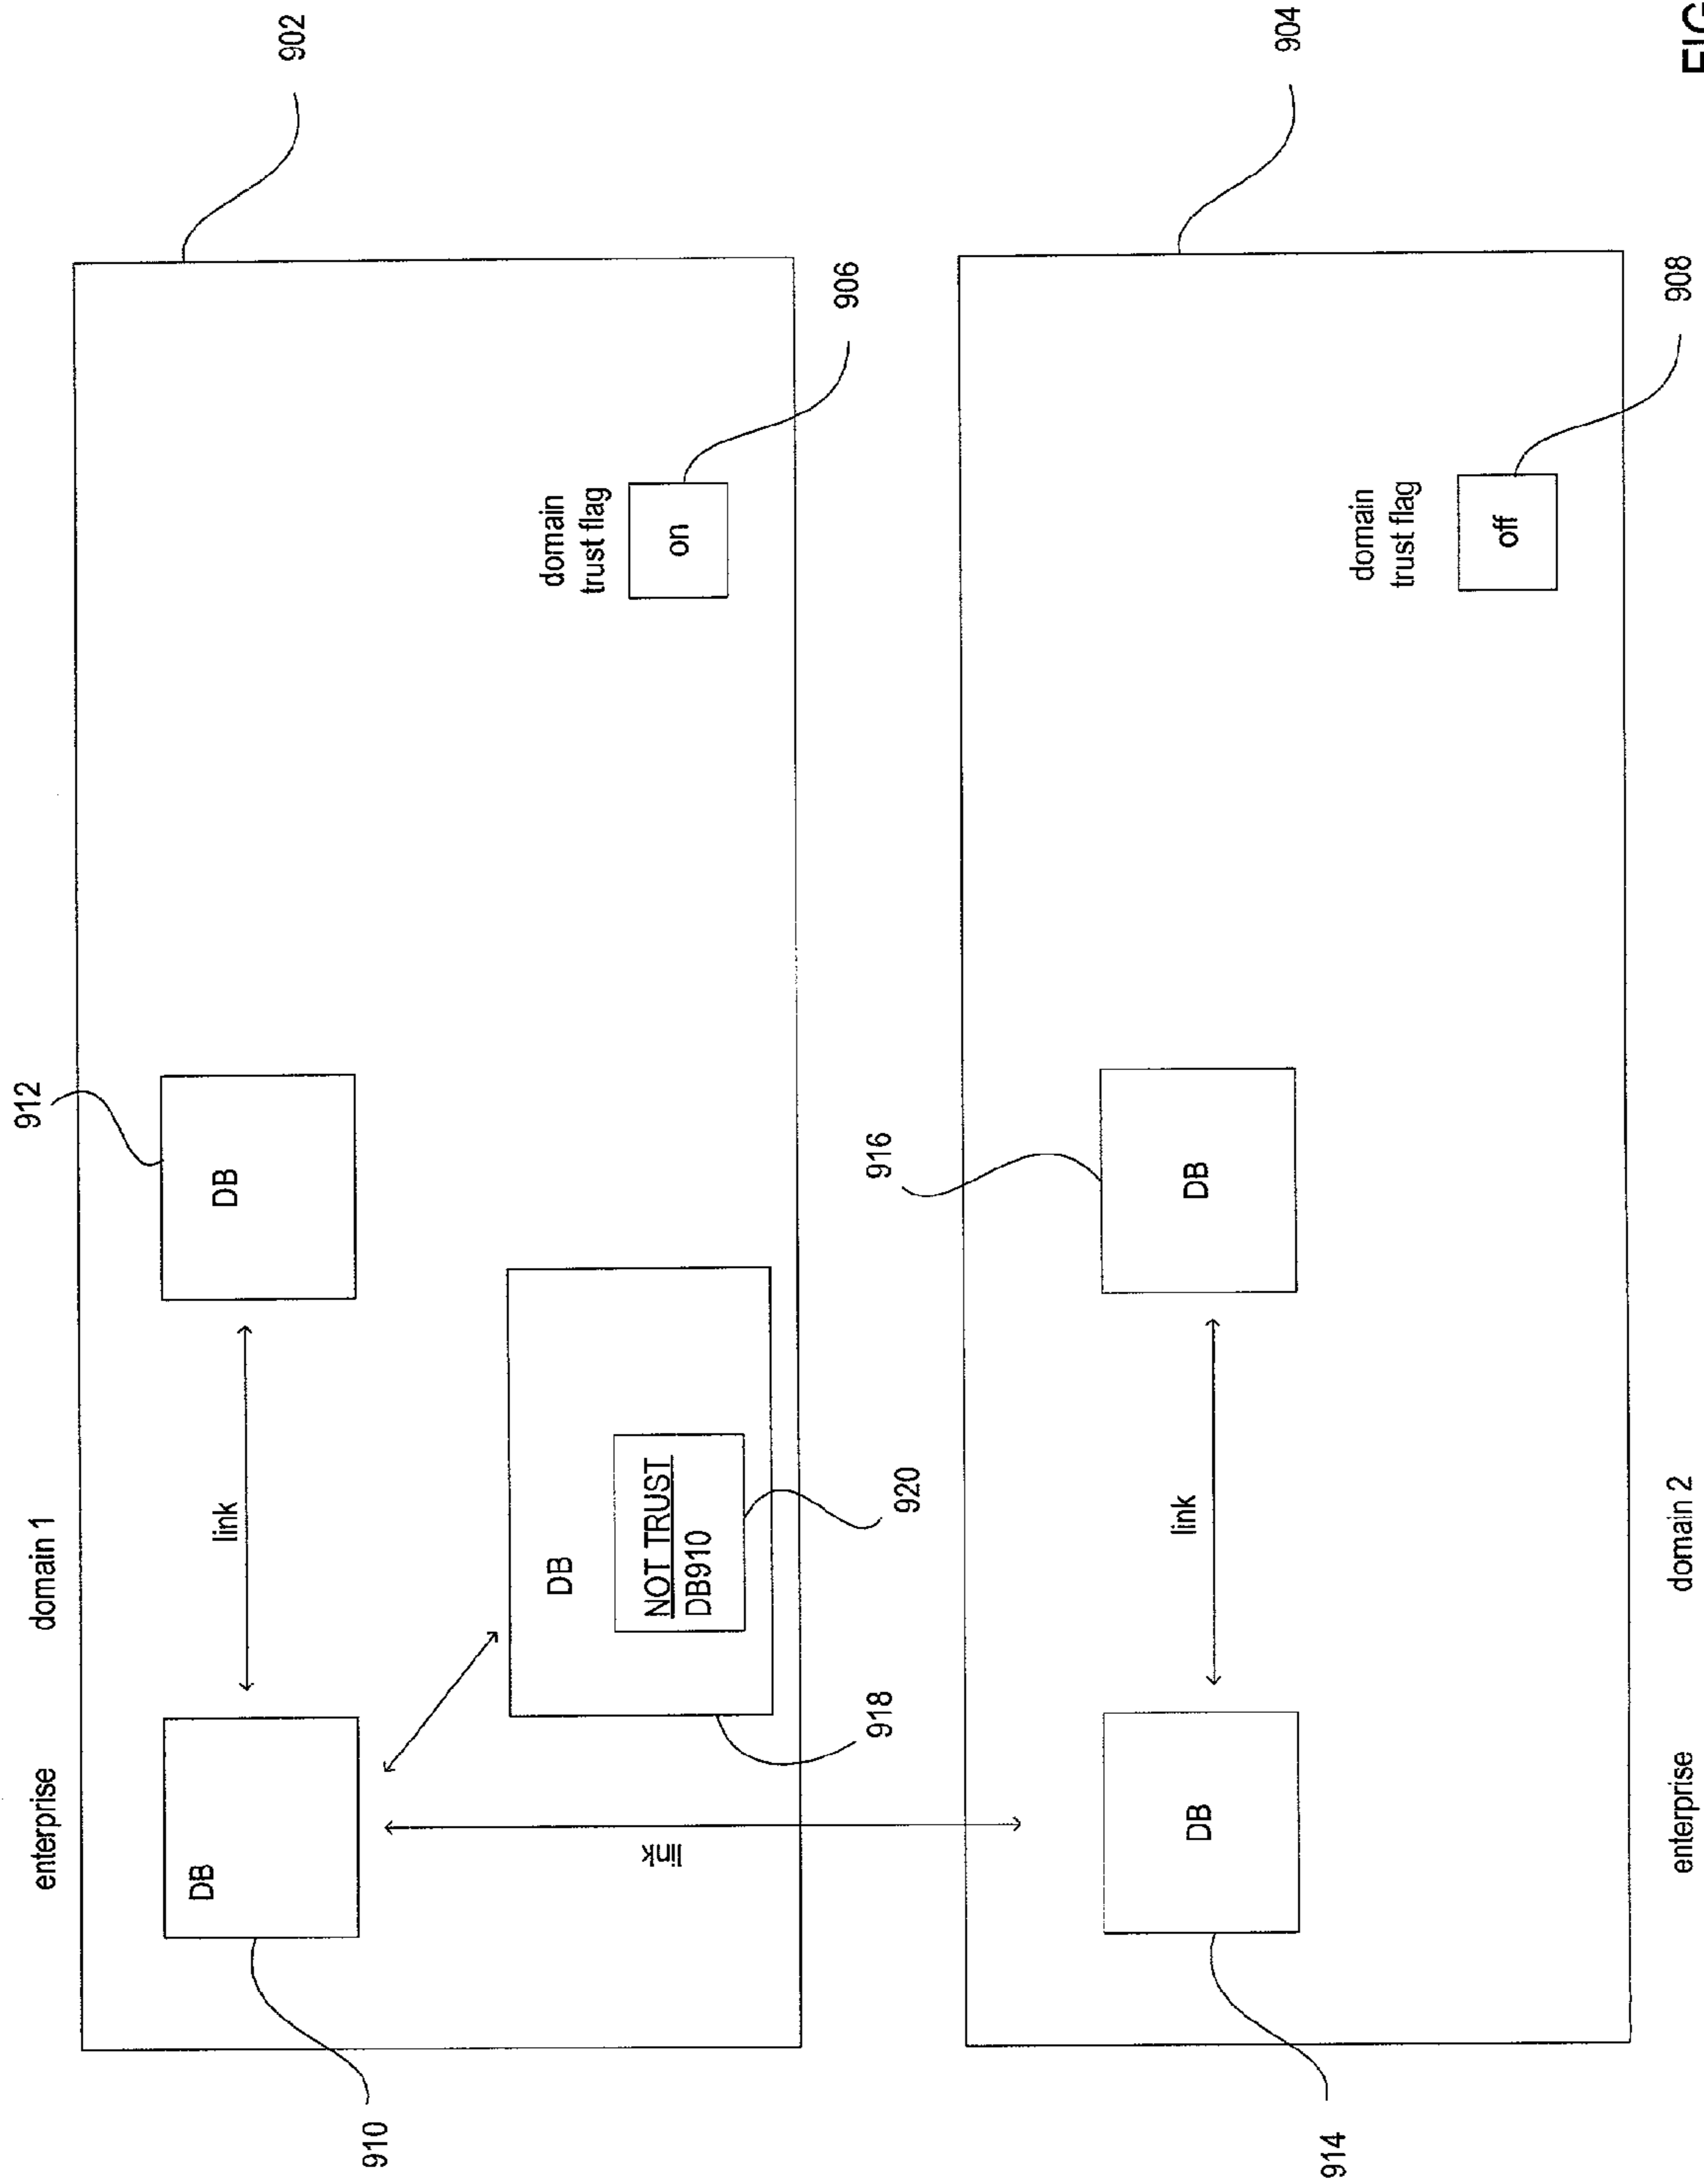 enterprise domain 1
910
DB
link
912
DB
902
DB
NOT TRUST
DB910
918
920
domain
trust flag
on
906
link
914
DB
link
916
DB
904
domain
trust flag
off
908
enterprise domain 2
FIG